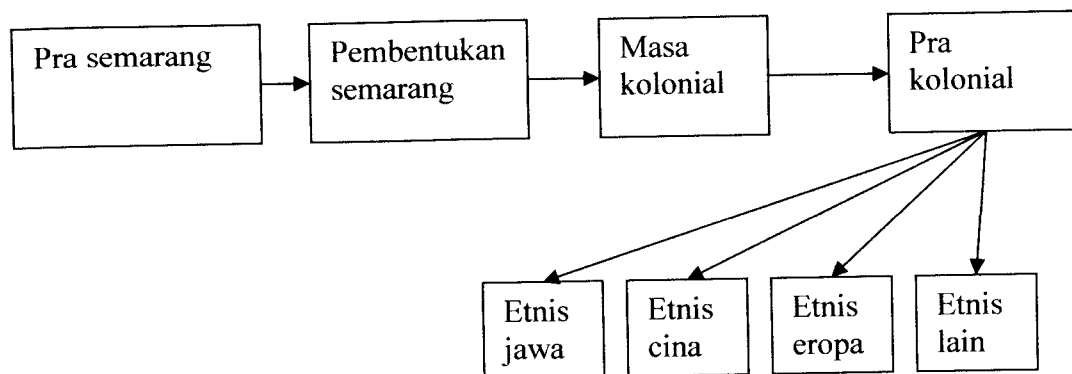 Pra semarang
Pembentukan
semarang
Masa
kolonial
Pra
kolonial
Etnis
jawa
Etnis
cina
Etnis
eropa
Etnis
lain